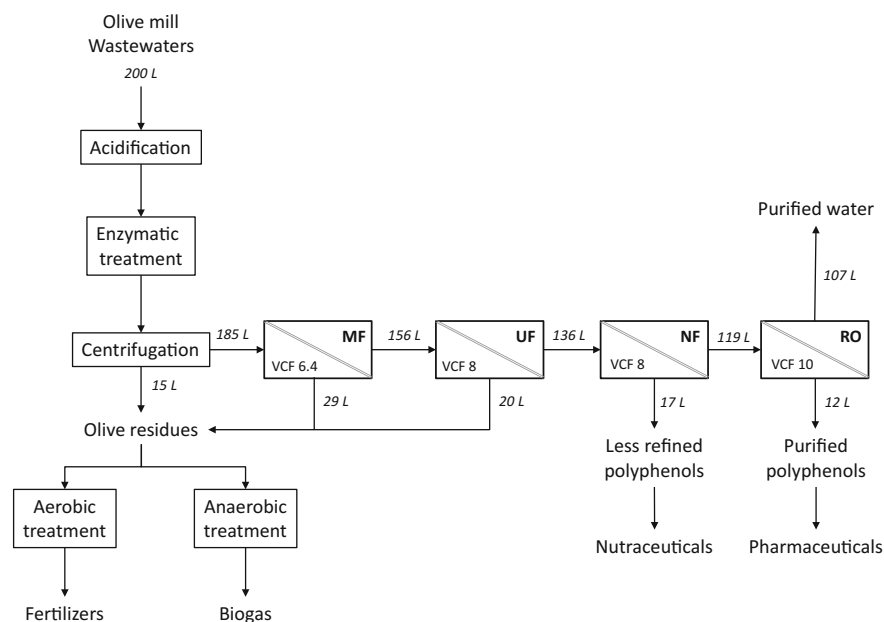 Olive mill
Wastewaters
200 L
Acidification
Enzymatic
treatment
Purified water
107 L
Centrifugation
185 L
MF
VCF 6.4
156 L
UF
VCF 8
136 L
NF
VCF 8
119 L
RO
VCF 10
15 L
29 L
20 L
17 L
12 L
Olive residues
Less refined
polyphenols
Purified
polyphenols
Aerobic
treatment
Anaerobic
treatment
Nutraceuticals
Pharmaceuticals
Fertilizers
Biogas